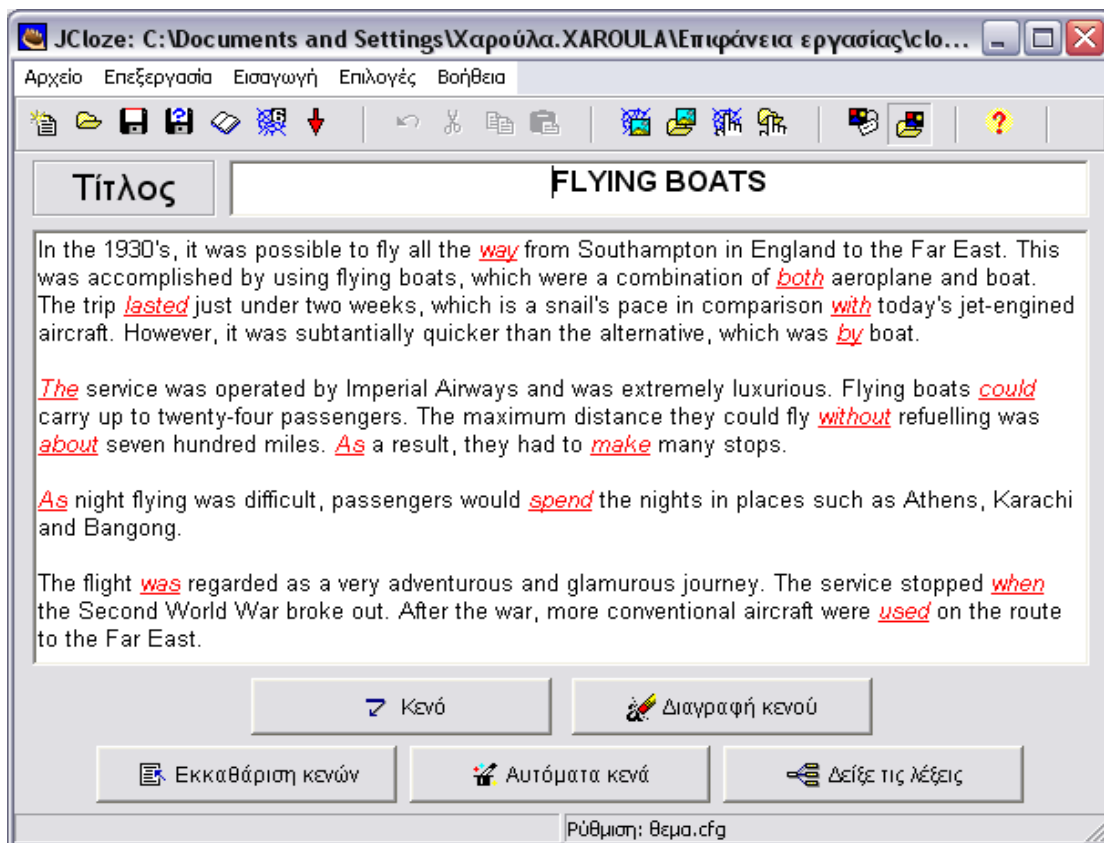 JCloze: C:\Documents and Settings\Χαρούλα.XAROULA\Επιφάνεια εργασίας\clo...
Αρχείο Επεξεργασία Εισαγωγή Επιλογές Βοήθεια
Τίτλος FLYING BOATS
In the 1930's, it was possible to fly all the way from Southampton in England to the Far East. This
was accomplished by using flying boats, which were a combination of both aeroplane and boat.
The trip lasted just under two weeks, which is a snail's pace in comparison with today's jet-engined
aircraft. However, it was subtantially quicker than the alternative, which was by boat.
The service was operated by Imperial Airways and was extremely luxurious. Flying boats could
carry up to twenty-four passengers. The maximum distance they could fly without refuelling was
about seven hundred miles. As a result, they had to make many stops.
As night flying was difficult, passengers would spend the nights in places such as Athens, Karachi
and Bangong.
The flight was regarded as a very adventurous and glamurous journey. The service stopped when
the Second World War broke out. After the war, more conventional aircraft were used on the route
to the Far East.
Κενό Διαγραφή κενού
Εκκαθάριση κενών Αυτόματα κενά Δείξε τις λέξεις
Ρύθμιση: θεμα.cfg